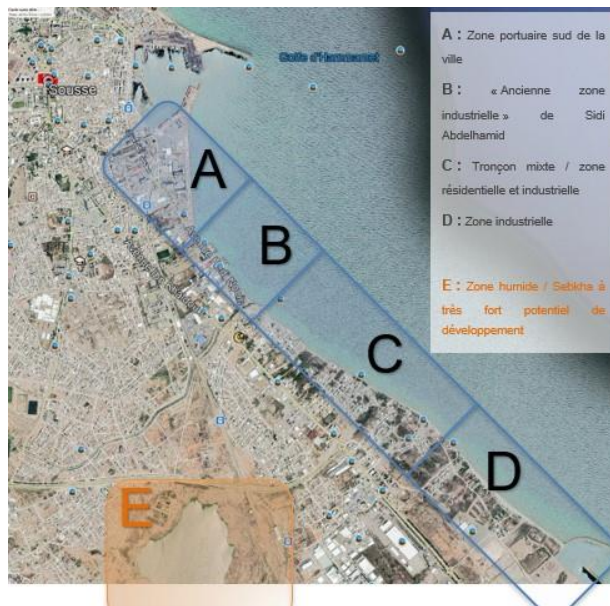 Golfe d'Hammamet
Sousse
A
B
C
D
E
A : Zone portuaire sud de la
ville
B : « Ancienne zone
industrielle » de Sidi
Abdelhamid
C : Tronçon mixte / zone
résidentielle et industrielle
D : Zone industrielle
E : Zone humide / Sebkha à
très fort potentiel de
développement